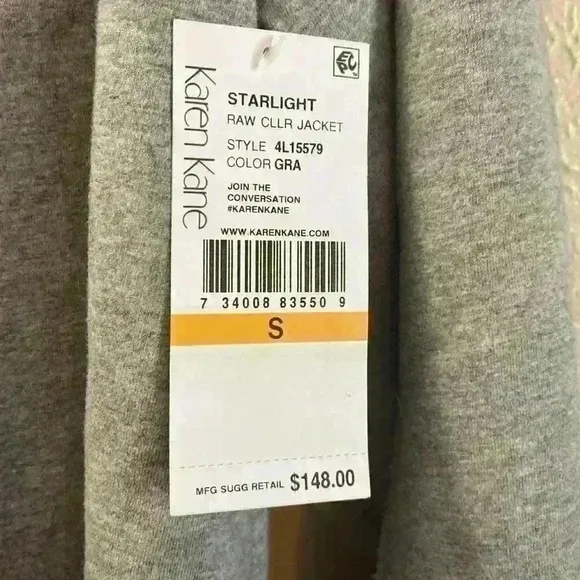 Karen Kane
EPC
STARLIGHT
RAW CLLR JACKET
STYLE 4L15579
COLOR GRA
JOIN THE
CONVERSATION
#KARENKANE
WWW.KARENKANE.COM
7 34008 83550 9
S
MFG SUGG RETAIL $148.00